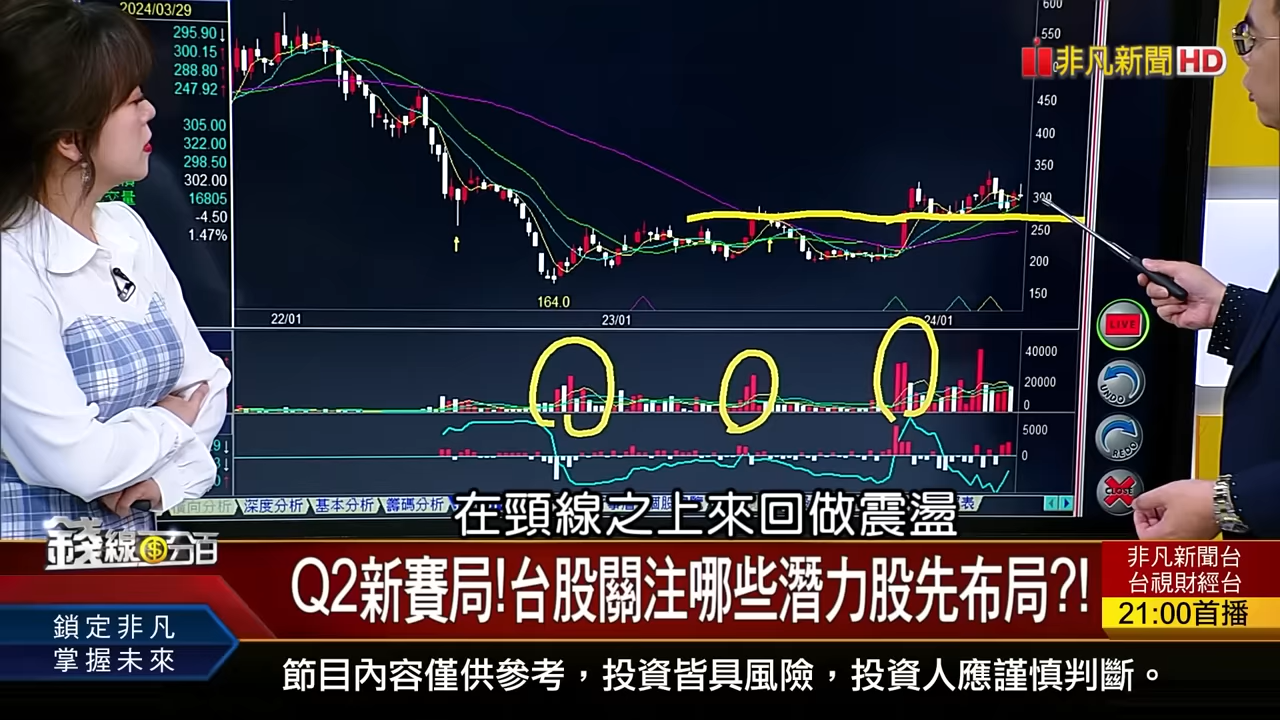 2024/03/29
295.90↓
300.15↑
288.80↑
247.92↑
305.00
322.00
298.50
302.00
16805
-4.50
1.47%
600
550
450
400
350
300
250
200
150
非凡新聞HD
164.0
22/01
23/01
24/01
40000
20000
0
5000
0
LIVE
UNDO
REDO
CLOSE
橫向分析 深度分析 基本分析 籌碼分析
在頸線之上來回做震盪
錢線百分百
Q2新賽局!台股關注哪些潛力股先布局?!
非凡新聞台
台視財經台
21:00首播
鎖定非凡
掌握未來
節目內容僅供參考，投資皆具風險，投資人應謹慎判斷。